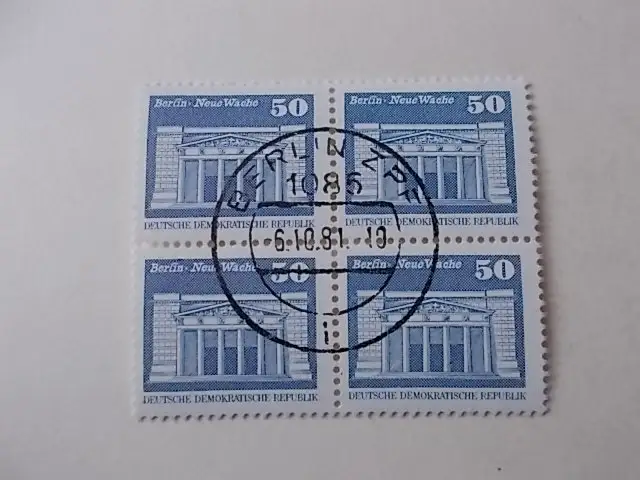 Berlin · Neue Wache 50
DEUTSCHE DEMOKRATISCHE REPUBLIK
Berlin · Neue Wache 50
DEUTSCHE DEMOKRATISCHE REPUBLIK
Berlin · Neue Wache 50
DEUTSCHE DEMOKRATISCHE REPUBLIK
Berlin · Neue Wache 50
DEUTSCHE DEMOKRATISCHE REPUBLIK
BERLIN ZPF
1085
6.10.81. 10
i